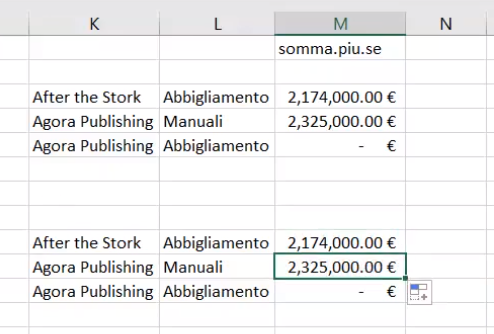 K L M N
somma.piu.se
After the Stork Abbigliamento 2,174,000.00 €
Agora Publishing Manuali 2,325,000.00 €
Agora Publishing Abbigliamento - €
After the Stork Abbigliamento 2,174,000.00 €
Agora Publishing Manuali 2,325,000.00 €
Agora Publishing Abbigliamento - €